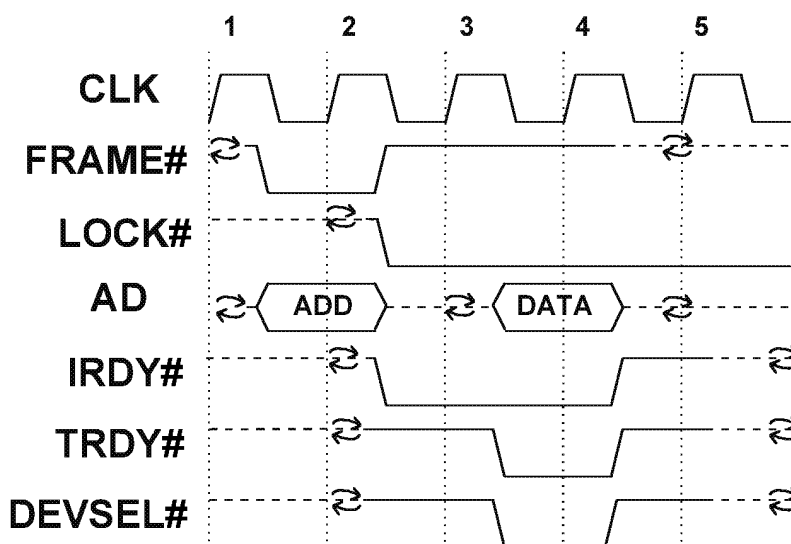 1 2 3 4 5
CLK
FRAME#
LOCK#
AD ADD DATA
IRDY#
TRDY#
DEVSEL#